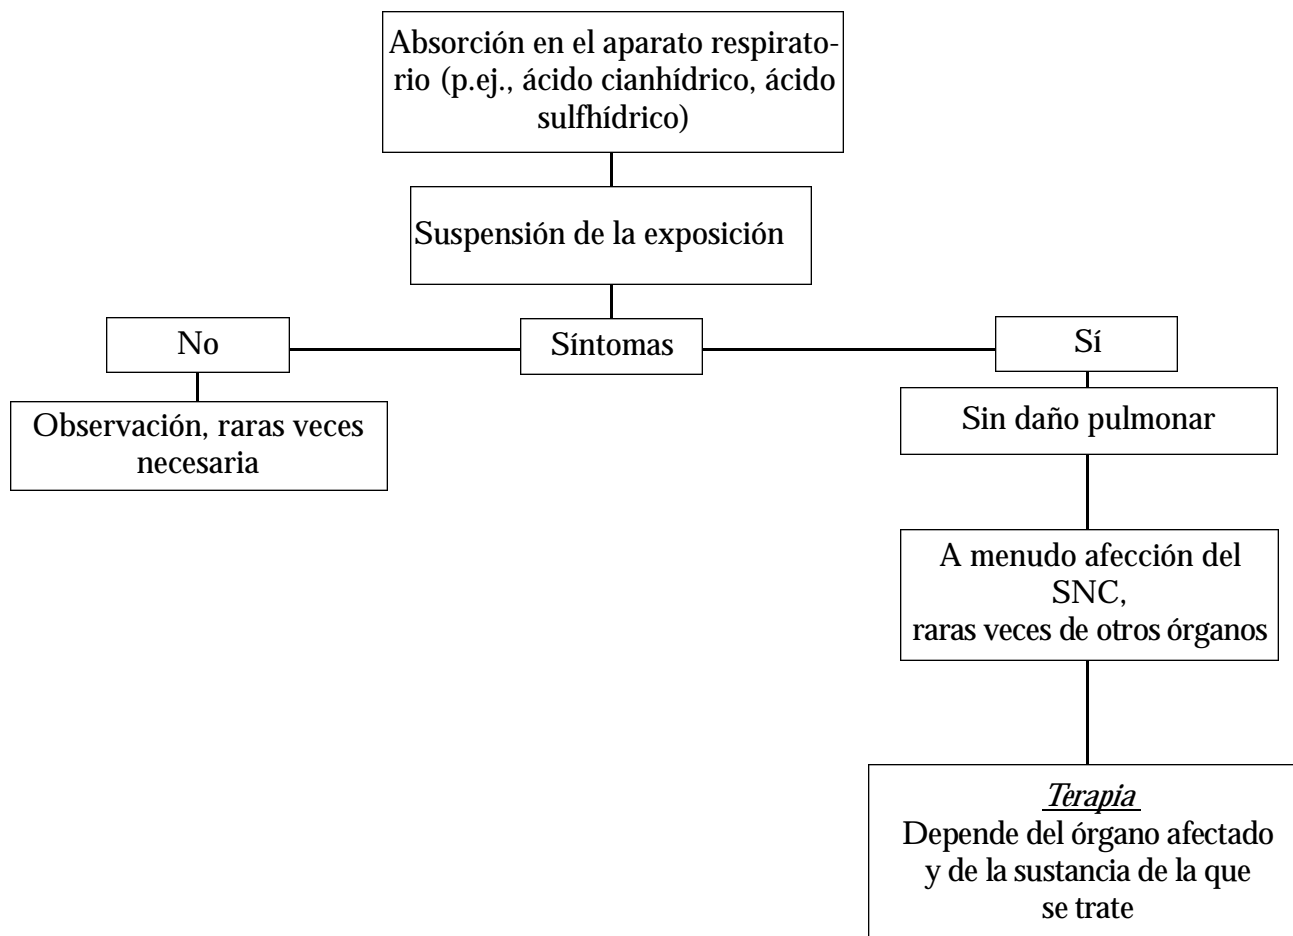 Absorción en el aparato respirato-
rio (p.ej., ácido cianhídrico, ácido
sulfhídrico)
Suspensión de la exposición
No
Síntomas
Sí
Observación, raras veces
necesaria
Sin daño pulmonar
A menudo afección del
SNC,
raras veces de otros órganos
Terapia
Depende del órgano afectado
y de la sustancia de la que
se trate